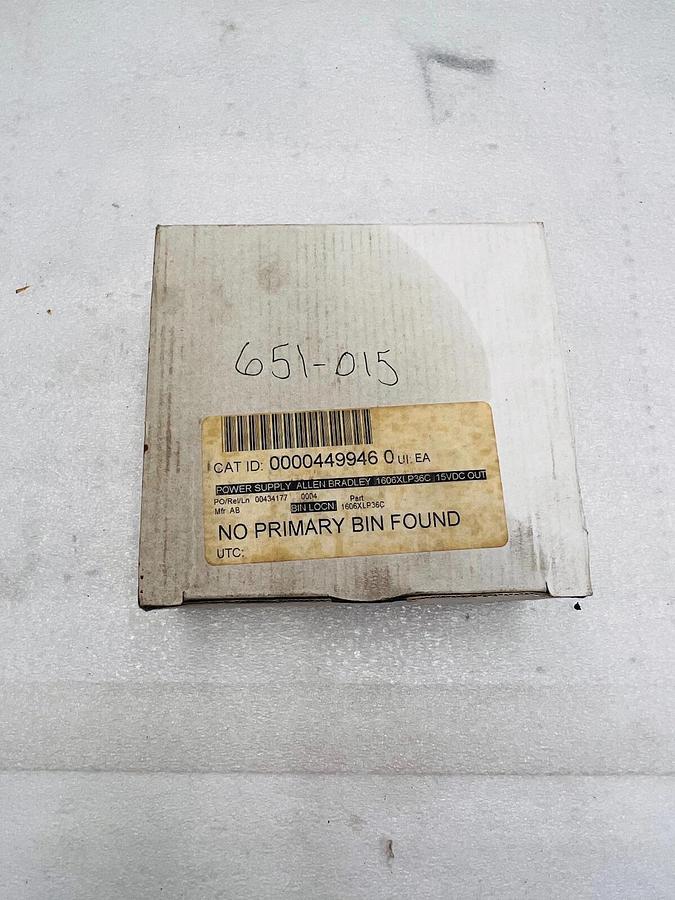 651-015
CAT ID: 0000449946 0 UI: EA
POWER SUPPLY ALLEN BRADLEY 1606XLP36C 15VDC OUT
PO/Rel/Ln 00434177 0004 Part
Mfr AB BIN LOCN 1606XLP36C
NO PRIMARY BIN FOUND
UTC: